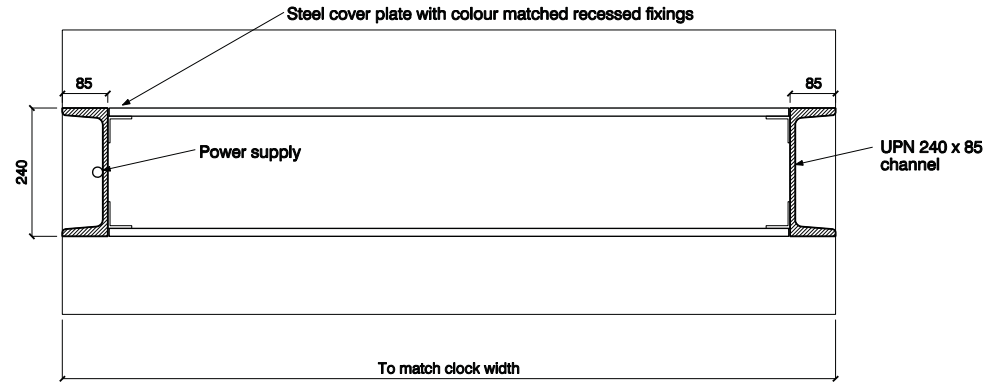 Steel cover plate with colour matched recessed fixings
85
85
Power supply
240
UPN 240 x 85
channel
To match clock width